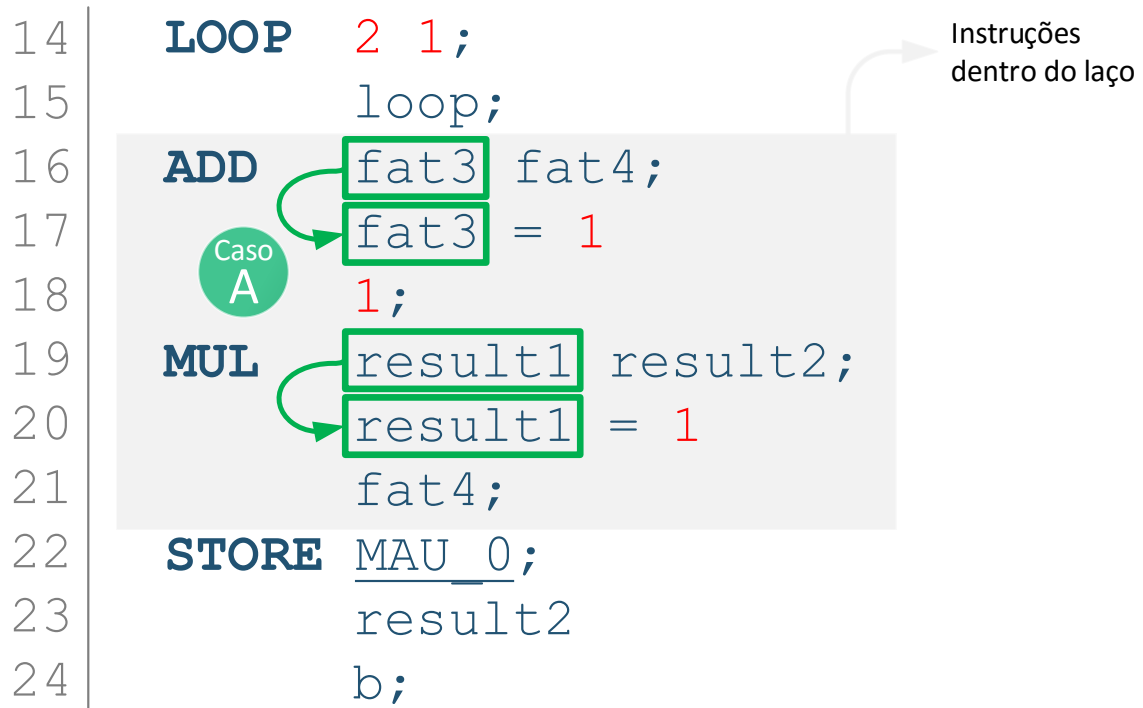 14 LOOP 2 1;
Instruções
dentro do laço
15 loop;
16 ADD fat3 fat4;
17 fat3 = 1
Caso
A
18 1;
19 MUL result1 result2;
20 result1 = 1
21 fat4;
22 STORE MAU_0;
23 result2
24 b;